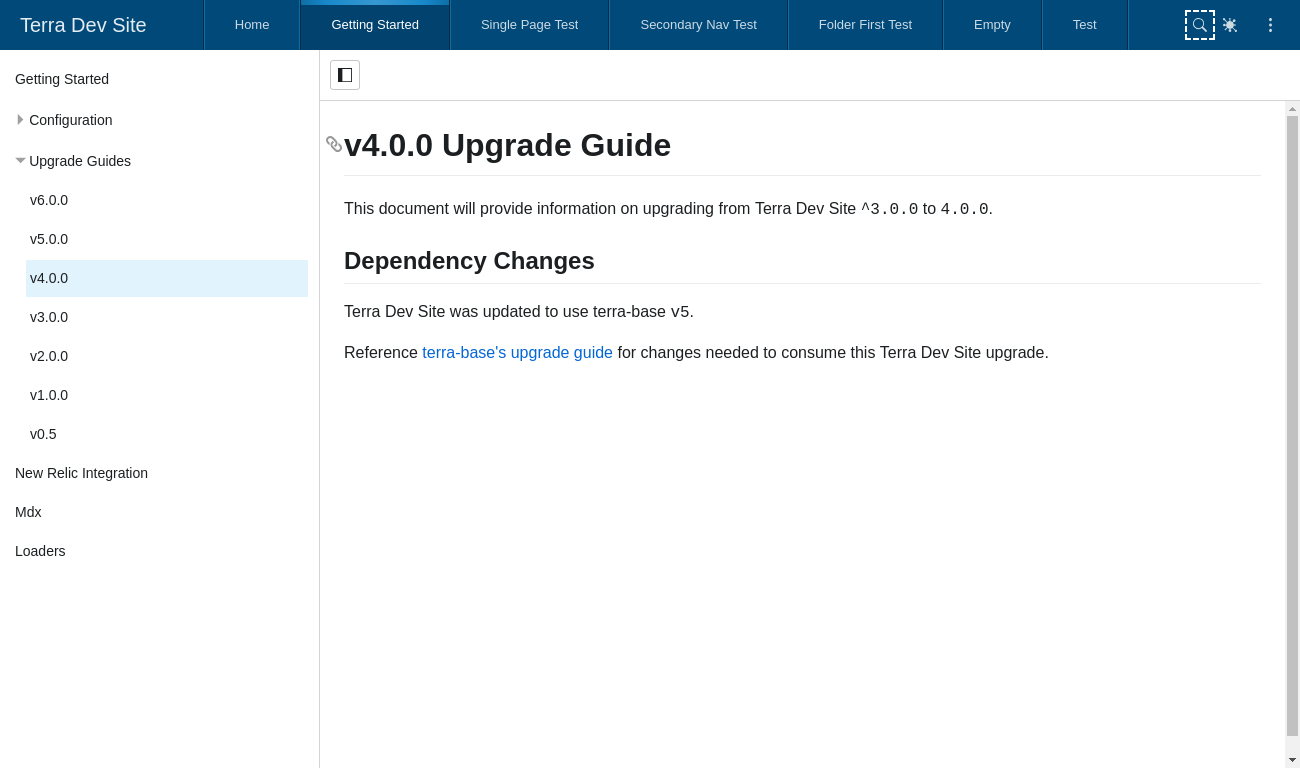 Terra Dev Site
Home
Getting Started
Single Page Test
Secondary Nav Test
Folder First Test
Empty
Test
Getting Started
Configuration
Upgrade Guides
v6.0.0
v5.0.0
v4.0.0
v3.0.0
v2.0.0
v1.0.0
v0.5
New Relic Integration
Mdx
Loaders
v4.0.0 Upgrade Guide
This document will provide information on upgrading from Terra Dev Site ^3.0.0 to 4.0.0.
Dependency Changes
Terra Dev Site was updated to use terra-base v5.
Reference terra-base's upgrade guide for changes needed to consume this Terra Dev Site upgrade.